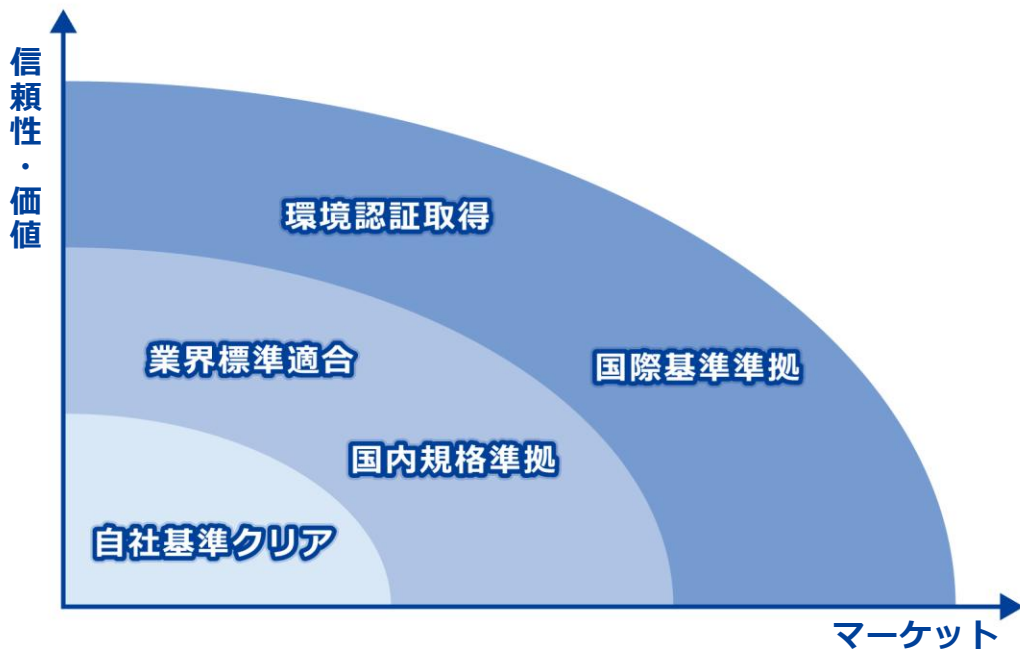 信頼性・価値
環境認証取得
業界標準適合
国際基準準拠
国内規格準拠
自社基準クリア
マーケット